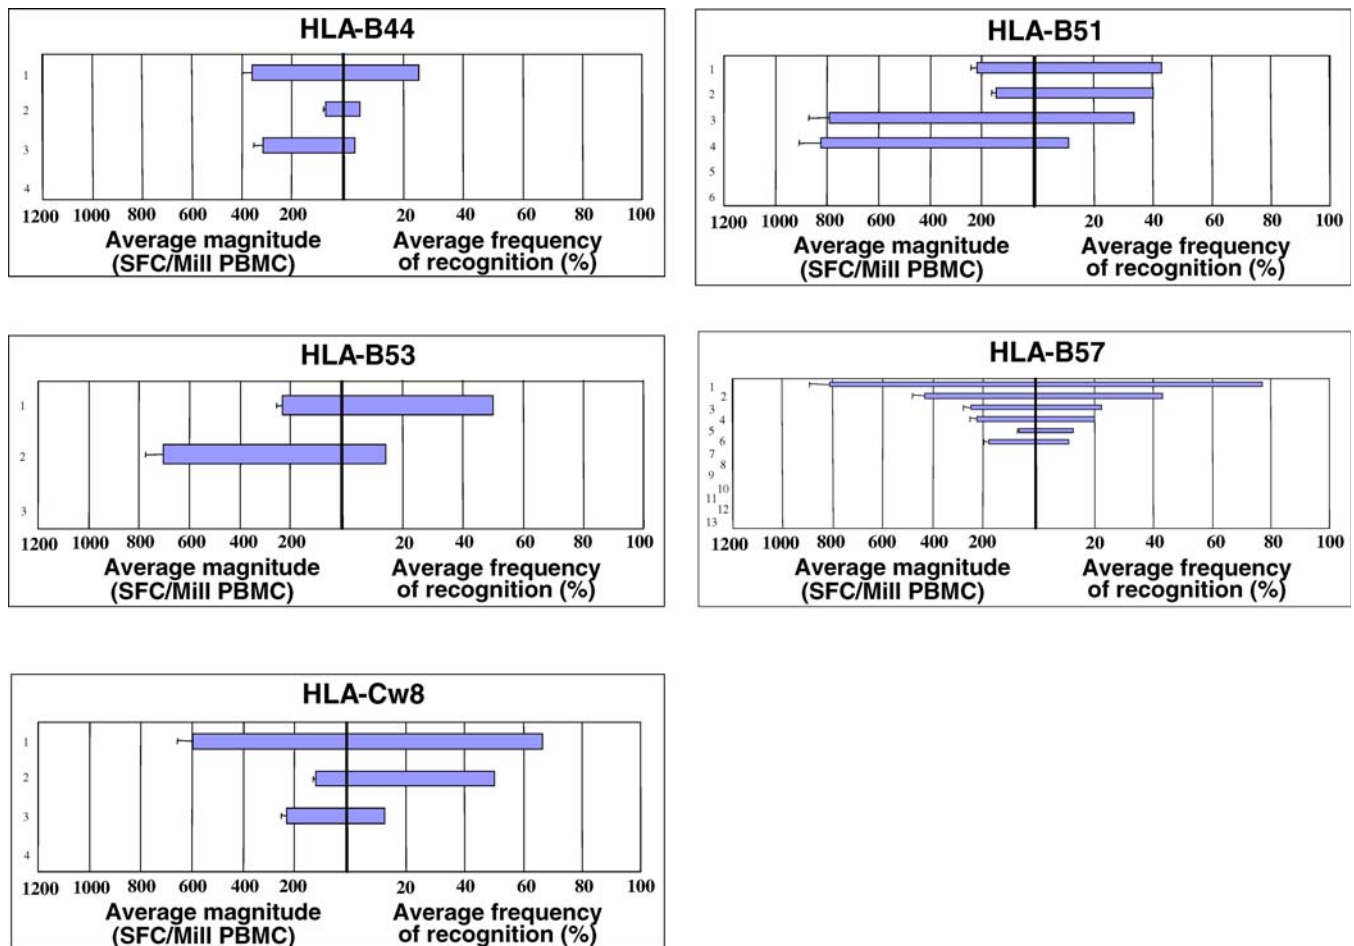 HLA-B44
1
2
3
4
1200 1000 800 600 400 200 20 40 60 80 100
Average magnitude
(SFC/Mill PBMC)
Average frequency
of recognition (%)
HLA-B51
1
2
3
4
5
6
1200 1000 800 600 400 200 20 40 60 80 100
Average magnitude
(SFC/Mill PBMC)
Average frequency
of recognition (%)
HLA-B53
1
2
3
1200 1000 800 600 400 200 20 40 60 80 100
Average magnitude
(SFC/Mill PBMC)
Average frequency
of recognition (%)
HLA-B57
1
2
3
4
5
6
7
8
9
10
11
12
13
1200 1000 800 600 400 200 20 40 60 80 100
Average magnitude
(SFC/Mill PBMC)
Average frequency
of recognition (%)
HLA-Cw8
1
2
3
4
1200 1000 800 600 400 200 20 40 60 80 100
Average magnitude
(SFC/Mill PBMC)
Average frequency
of recognition (%)